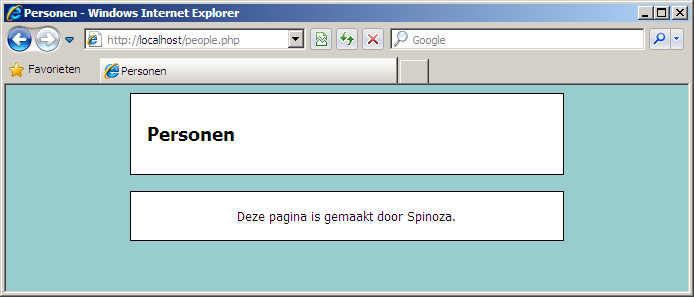 Personen - Windows Internet Explorer
http://localhost/people.php
Google
Favorieten
Personen
Personen
Deze pagina is gemaakt door Spinoza.